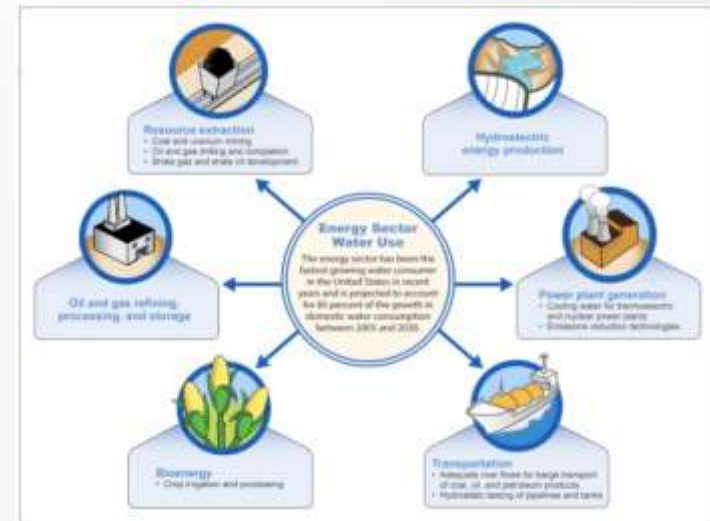 Resource extraction
• Coal and uranium mining
• Oil and gas drilling and completion
• Shale gas and shale oil development
Hydroelectric
energy production
Energy Sector
Water Use
The energy sector has been the
fastest growing water consumer
in the United States in recent
years and is projected to account
for 85 percent of the growth in
domestic water consumption
between 2005 and 2030.
Oil and gas refining,
processing, and storage
Power plant generation
• Cooling water for thermoelectric
and nuclear power plants
• Emissions reduction technologies
Bioenergy
• Crop irrigation and processing
Transportation
• Adequate river flows for barge transport
of coal, oil, and petroleum products
• Hydrostatic testing of pipelines and tanks